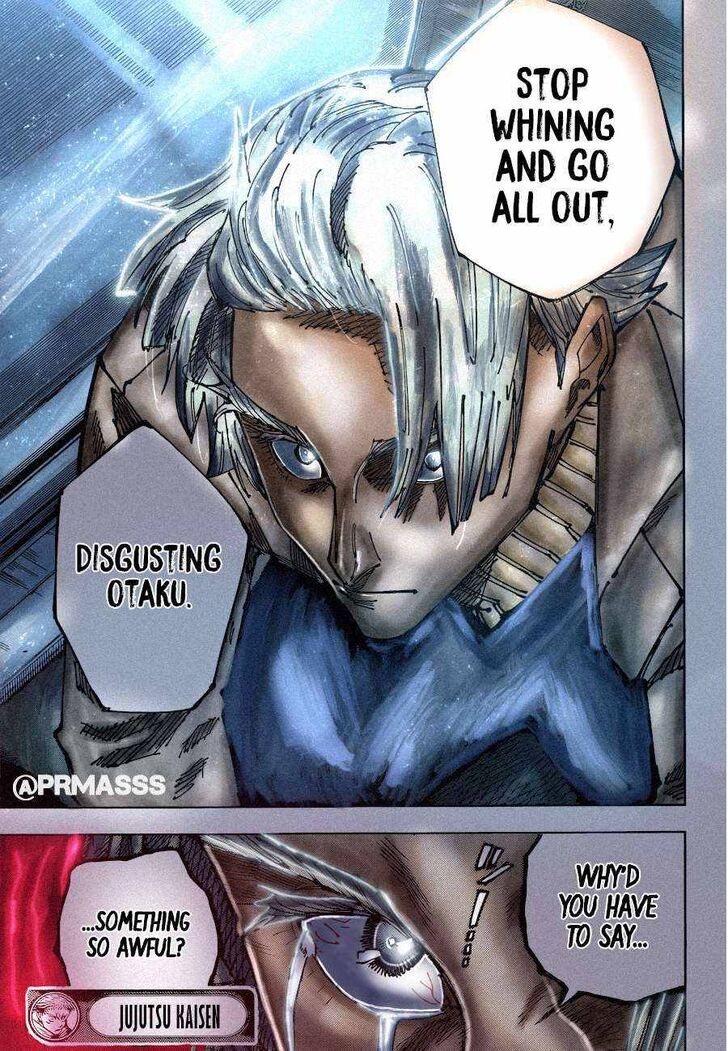 STOP
WHINING
AND GO
ALL OUT,
DISGUSTING
OTAKU.
@PRMASSS
WHY'D
YOU HAVE
TO SAY...
...SOMETHING
SO AWFUL?
JUJUTSU KAISEN